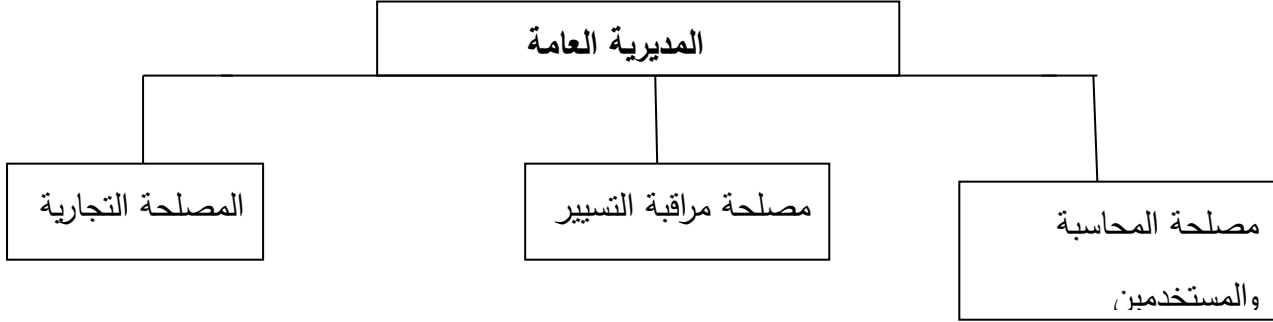 المديرية العامة
مصلحة المحاسبة
والمستخدمين
مصلحة مراقبة التسيير
المصلحة التجارية